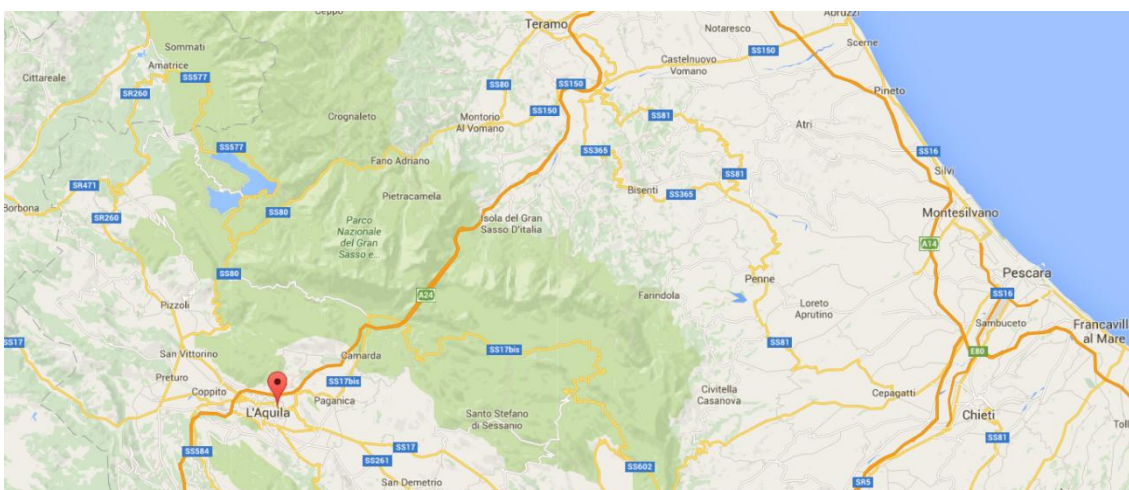 Ceppo
Teramo
Notaresco
Abruzzi
Sommati
Scerne
Cittareale
Amatrice
SS577
SS80
SS150
Castelnuovo
Vomano
SS150
SR260
SS150
Pineto
Crognaleto
Montorio
Al Vomano
SS81
Atri
SS577
Fano Adriano
SS365
SS16
Silvi
SR471
Pietracamela
Bisenti
SS365
SS81
Borbona
SR260
SS80
Isola del Gran
Sasso D'italia
Montesilvano
Parco
Nazionale
del Gran
Sasso e...
A14
SS80
Pescara
Penne
A24
Farindola
SS16
Pizzoli
Loreto
Aprutino
Sambuceto
Francavilla
al Mare
SS17
SS81
E80
San Vittorino
Camarda
SS17bis
Preturo
SS17bis
Coppito
Paganica
Civitella
Casanova
Cepagatti
L'Aquila
Santo Stefano
di Sessanio
Chieti
SS584
SS17
SS81
SS261
SS602
San Demetrio
SR5